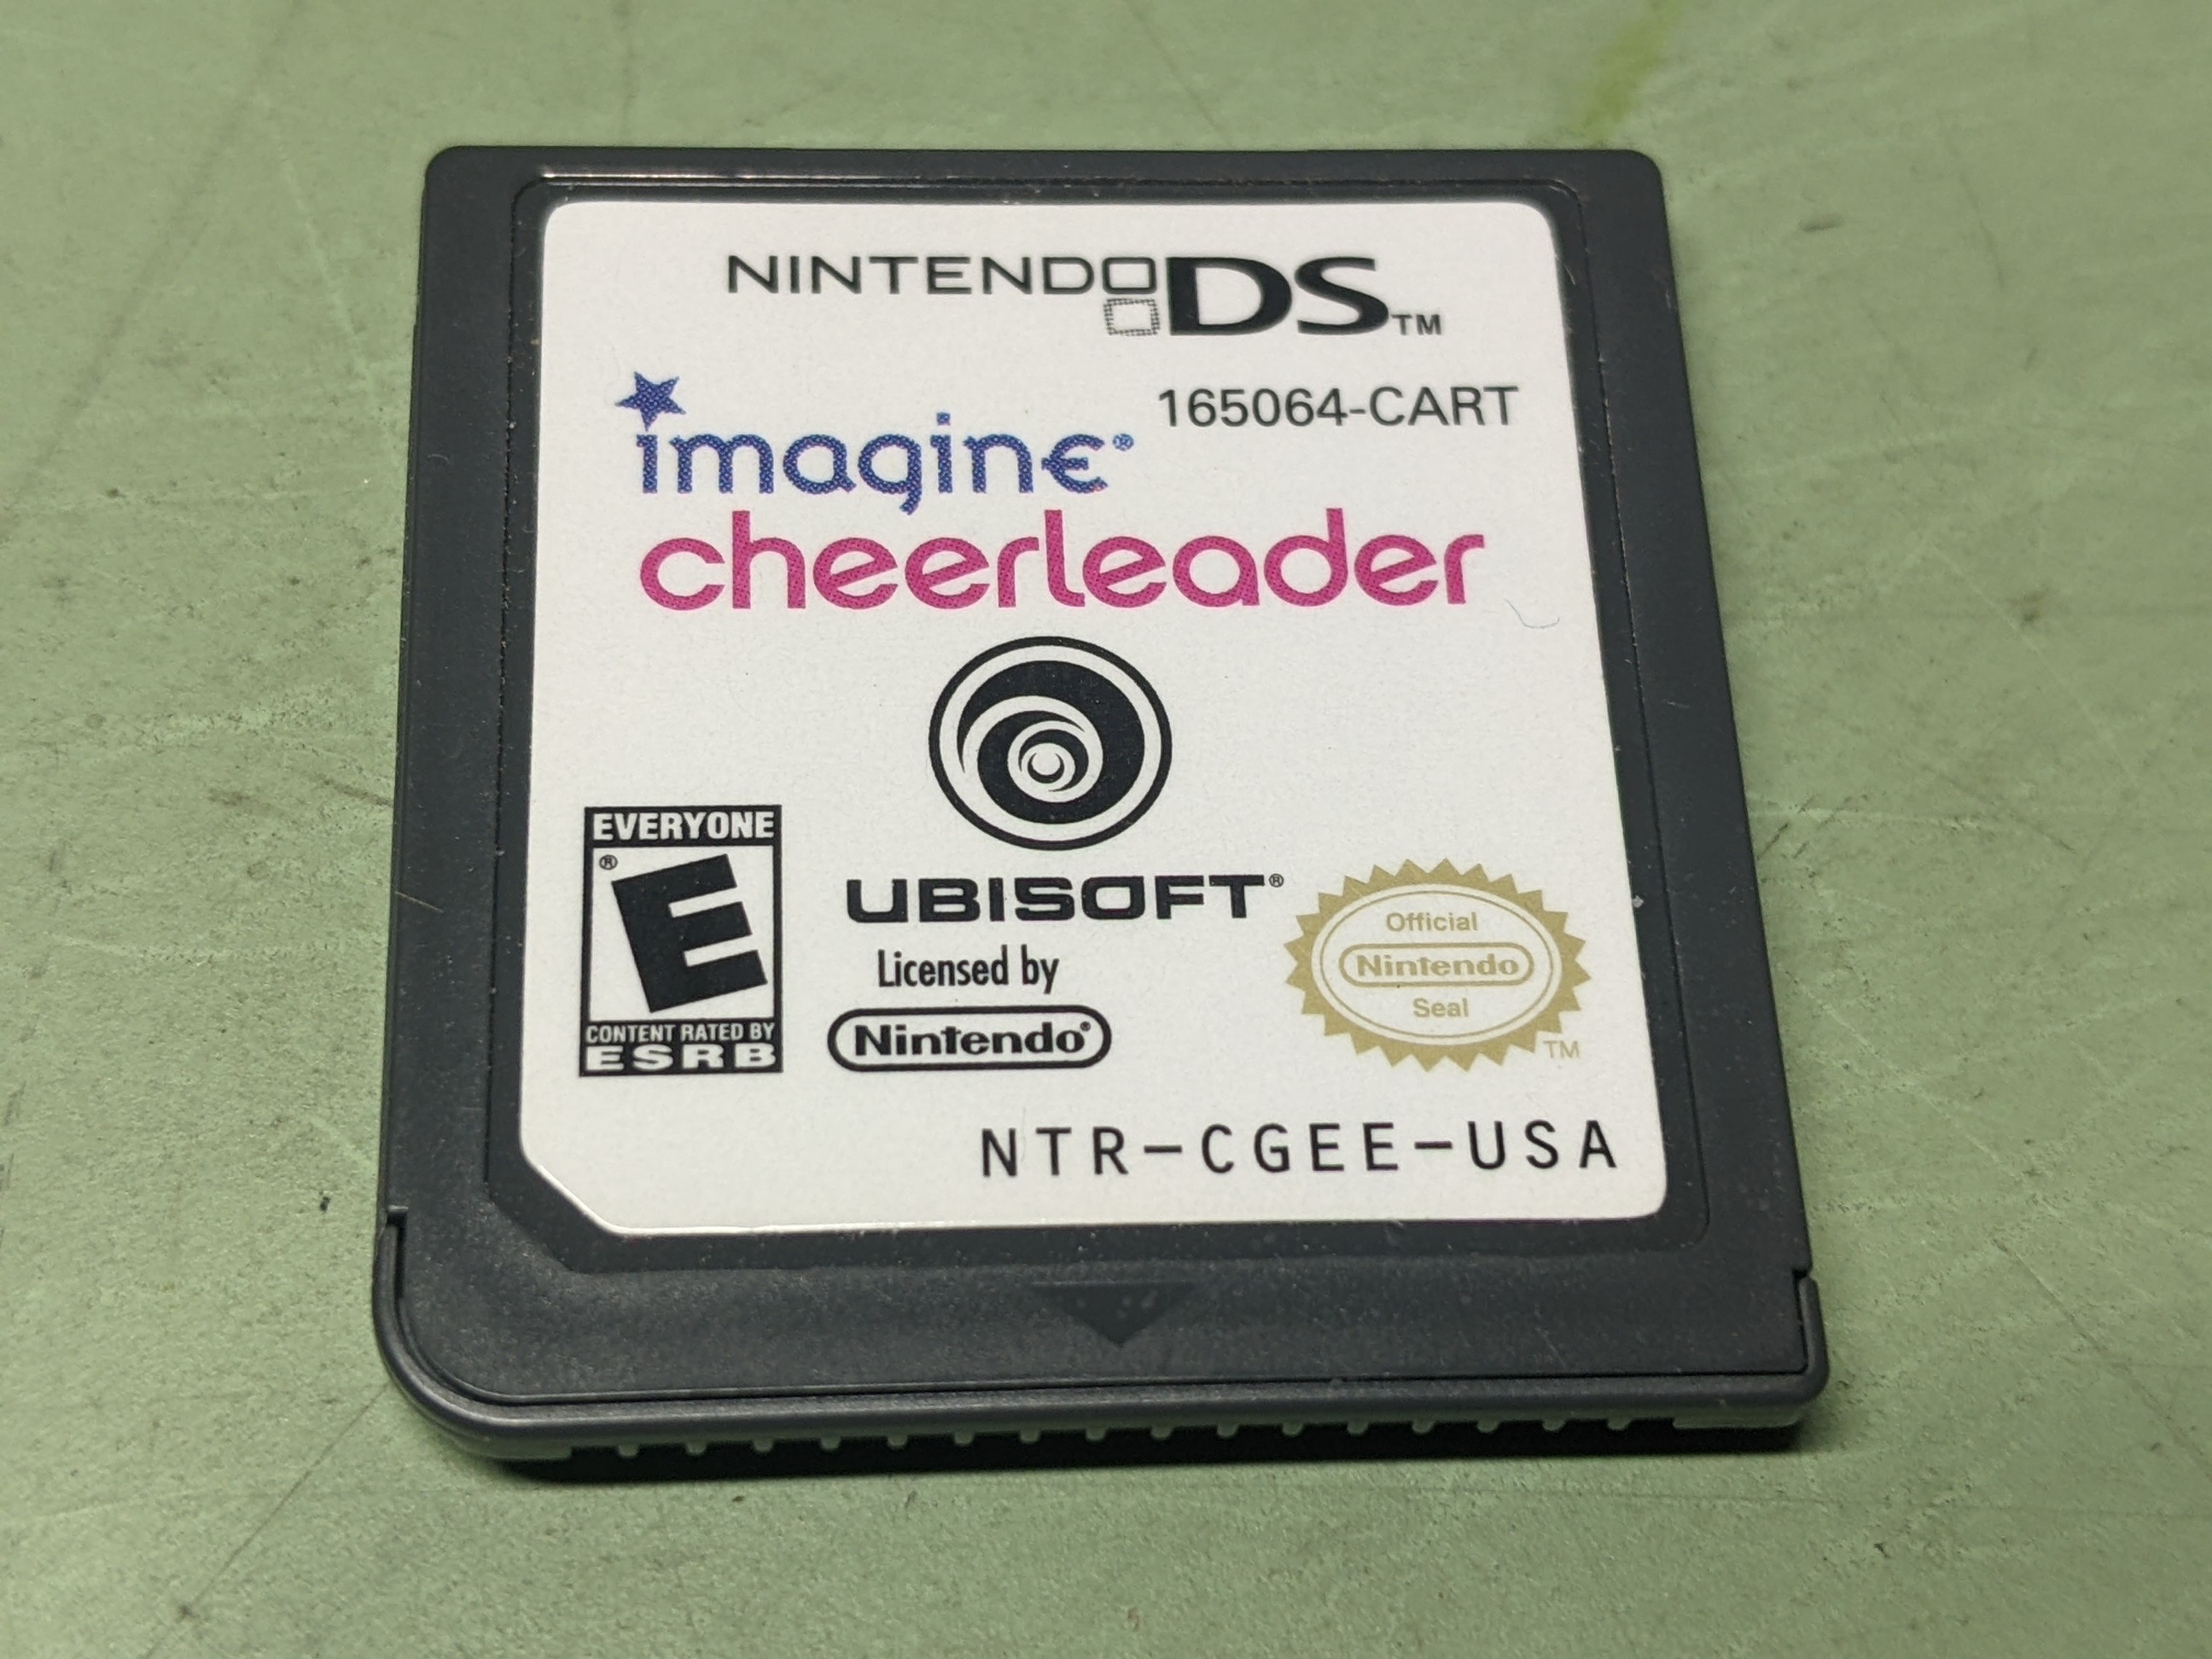 NINTENDO DS™
165064-CART
imagine®
cheerleader
EVERYONE
E®
CONTENT RATED BY
ESRB
UBISOFT®
Licensed by
Nintendo®
Official
Nintendo
Seal
TM
NTR-CGEE-USA